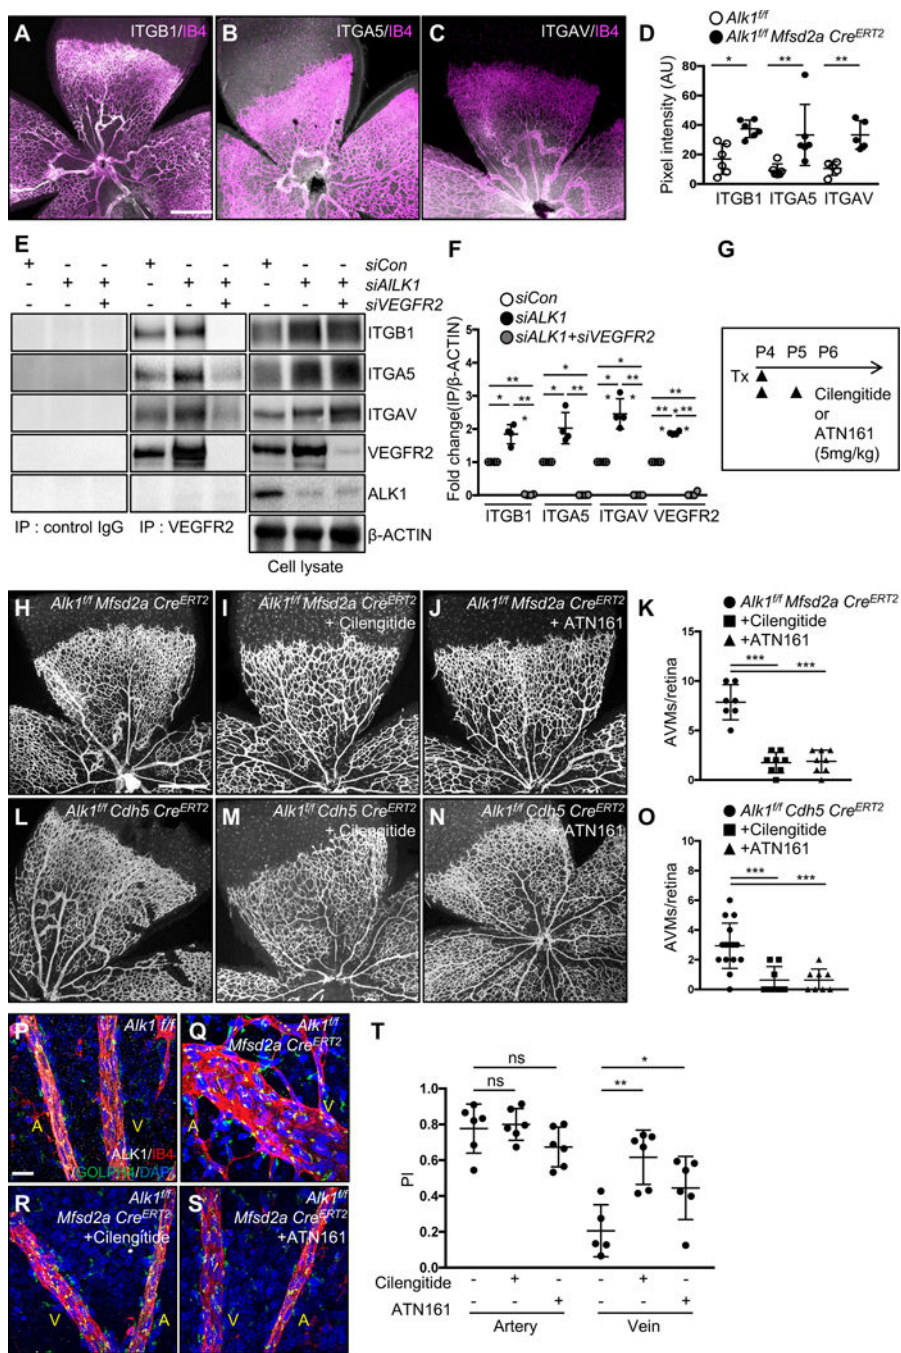 A ITGB1/IB4
B ITGA5/IB4
C ITGAV/IB4
D
Alk1f/f
Alk1f/f Mfsd2a CreERT2
* ** **
Pixel intensity (AU)
80
60
40
20
0
ITGB1 ITGA5 ITGAV
E
+ - - + - - + - - siCon
- + + - + + - + + siAlLK1
- - + - - + - - + siVEGFR2
ITGB1
ITGA5
ITGAV
VEGFR2
ALK1
β-ACTIN
IP : control IgG
IP : VEGFR2
Cell lysate
F
siCon
siALK1
siALK1+siVEGFR2
Fold change(IP/β-ACTIN)
4
3
2
1
0
ITGB1 ITGA5 ITGAV VEGFR2
G
P4 P5 P6
Tx
Cilengitide
or
ATN161
(5mg/kg)
H Alk1f/f Mfsd2a CreERT2
I Alk1f/f Mfsd2a CreERT2
+ Cilengitide
J Alk1f/f Mfsd2a CreERT2
+ ATN161
K
Alk1f/f Mfsd2a CreERT2
+Cilengitide
+ATN161
*** ***
AVMs/retina
15
10
5
0
L Alk1f/f Cdh5 CreERT2
M Alk1f/f Cdh5 CreERT2
+ Cilengitide
N Alk1f/f Cdh5 CreERT2
+ ATN161
O
Alk1f/f Cdh5 CreERT2
+Cilengitide
+ATN161
*** ***
AVMs/retina
10
8
6
4
2
0
P Alk1 f/f
A V
ALK1/IB4
/GOLPH4/DAPI
Q Alk1f/f
Mfsd2a CreERT2
A V
R Alk1f/f
Mfsd2a CreERT2
+Cilengitide
V A
S Alk1f/f
Mfsd2a CreERT2
+ATN161
V A
T
ns
ns
*
**
PI
1.0
0.8
0.6
0.4
0.2
0.0
Cilengitide - + - - + -
ATN161 - - + - - +
Artery Vein